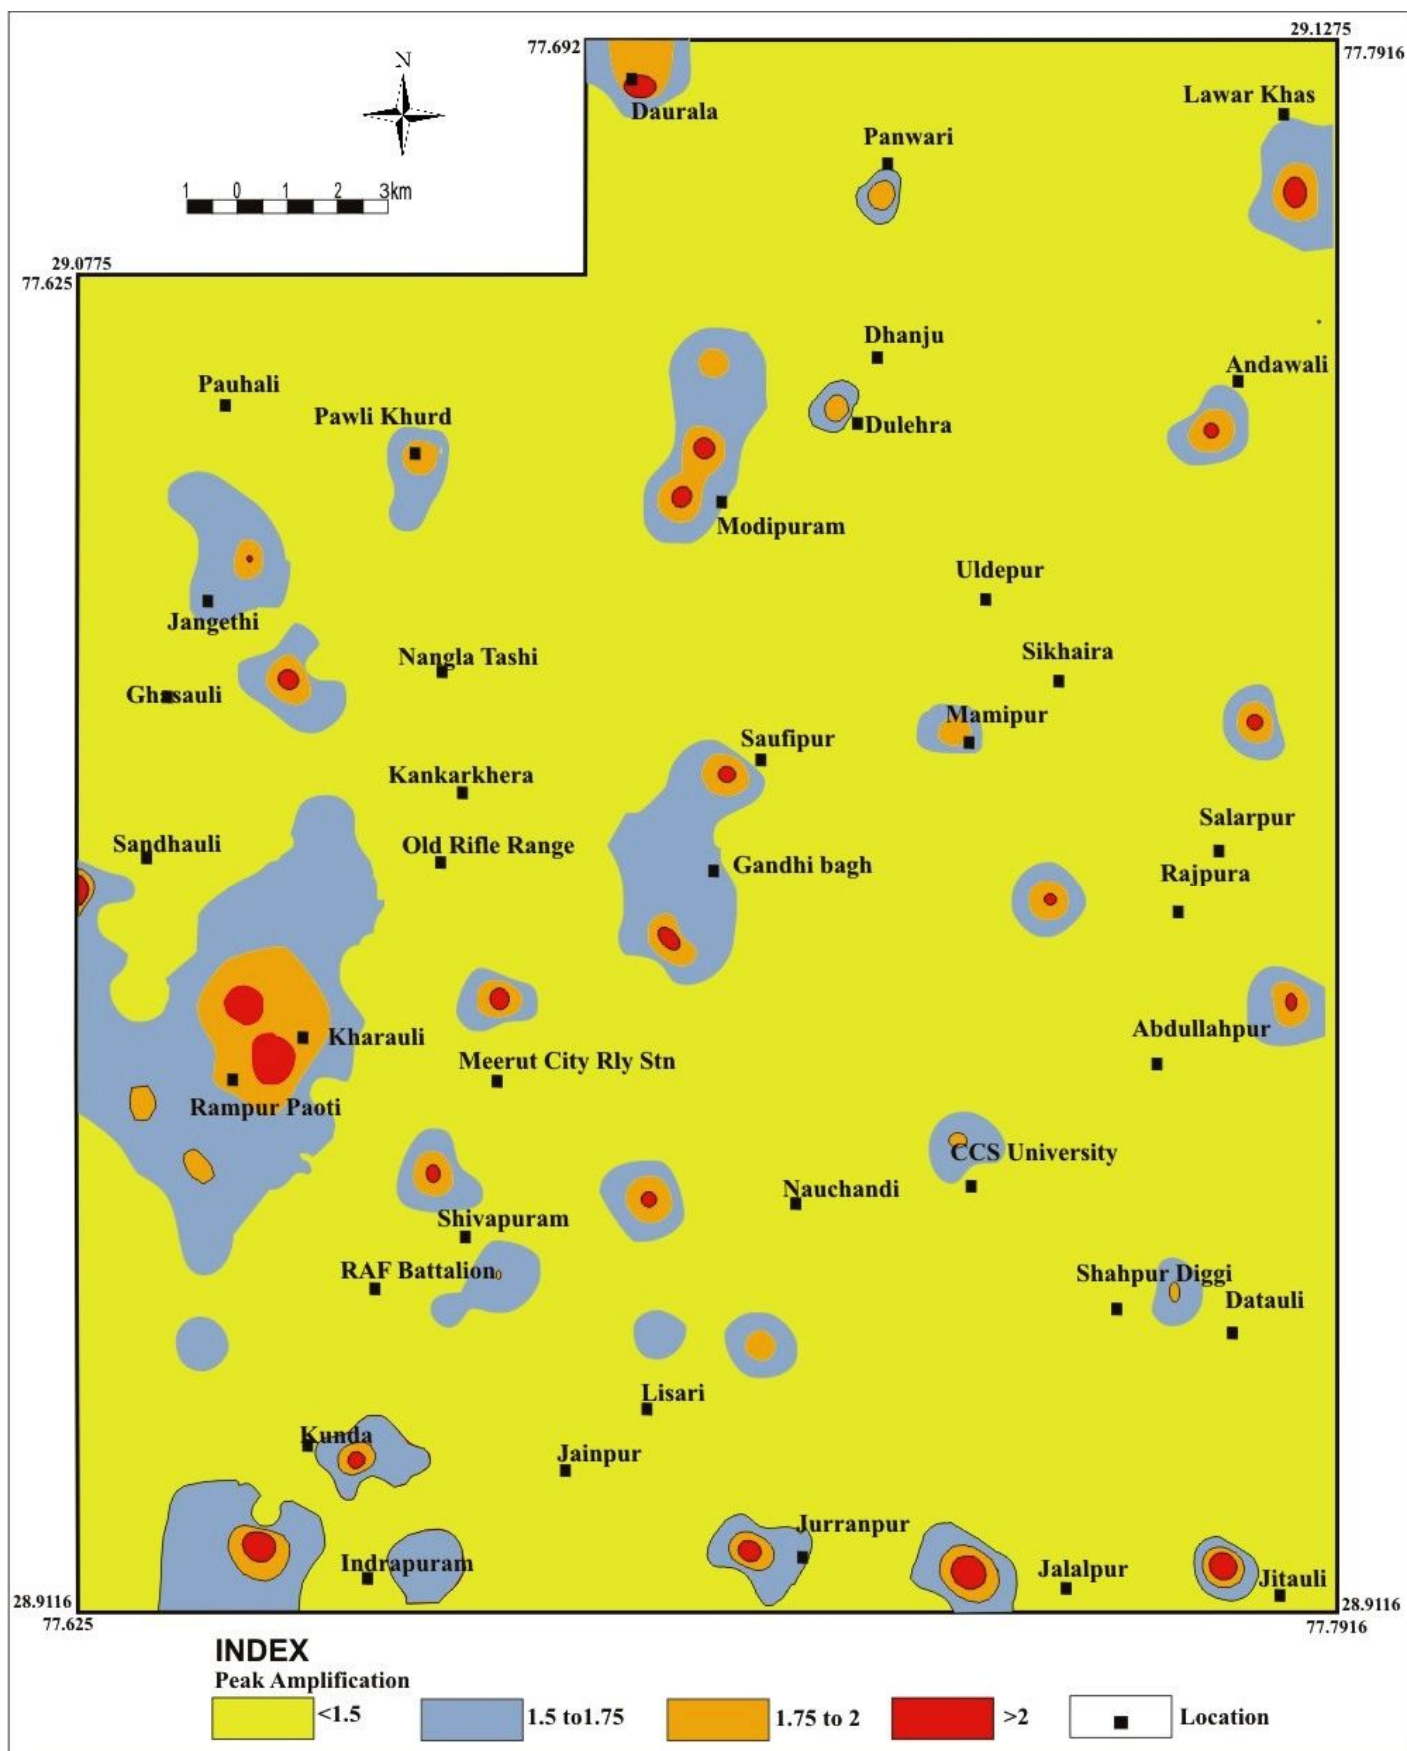 29.1275
77.692
77.7916
N
Lawar Khas
Daurala
Panwari
1 0 1 2 3km
29.0775
77.625
Dhanju
Andawali
Pauhali
Pawli Khurd
Dulehra
Modipuram
Uldepur
Jangethi
Sikhaira
Nangla Tashi
Ghasauli
Mamipur
Saufipur
Kankarkhera
Salarpur
Sandhauli
Old Rifle Range
Gandhi bagh
Rajpura
Abdullahpur
Kharauli
Meerut City Rly Stn
Rampur Paoti
CCS University
Nauchandi
Shivapuram
RAF Battalion
Shahpur Diggi
Datauli
Lisari
Kunda
Jainpur
Jurranpur
Indrapuram
Jalalpur
Jitauli
28.9116
28.9116
77.625
77.7916
INDEX
Peak Amplification
<1.5
1.5 to1.75
1.75 to 2
>2
Location